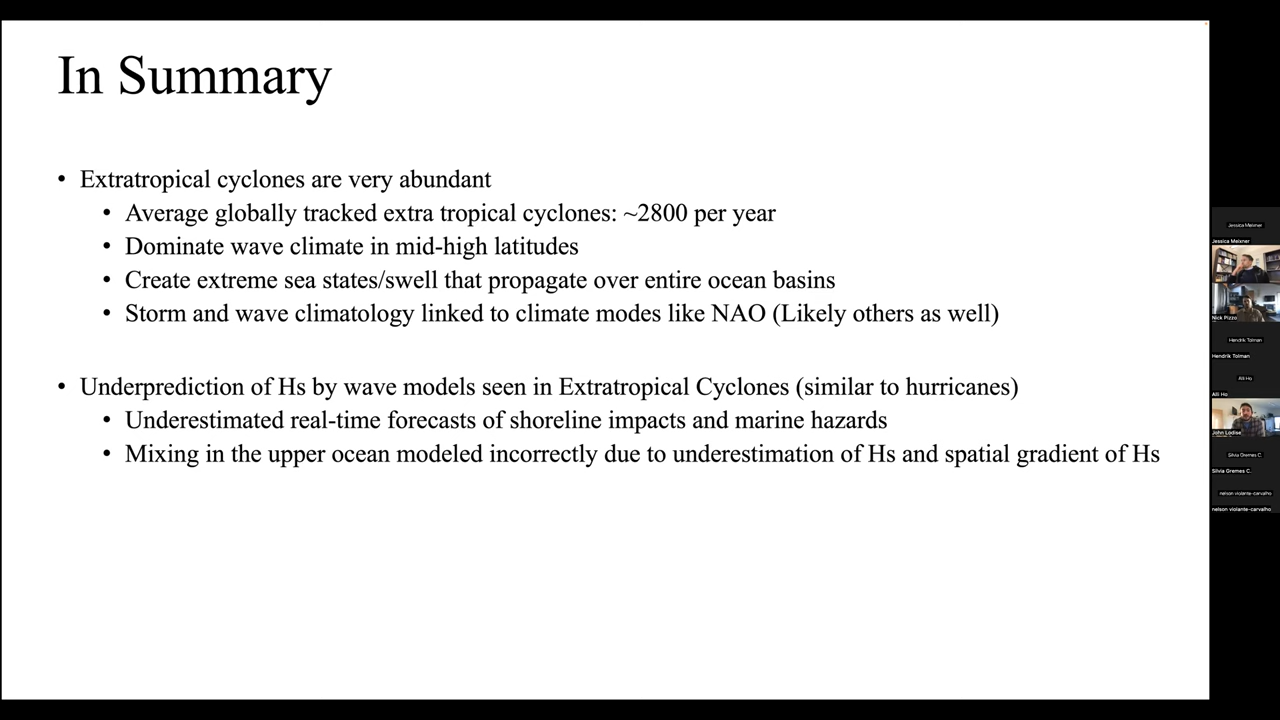 In Summary
• Extratropical cyclones are very abundant
• Average globally tracked extra tropical cyclones: ~2800 per year
• Dominate wave climate in mid-high latitudes
• Create extreme sea states/swell that propagate over entire ocean basins
• Storm and wave climatology linked to climate modes like NAO (Likely others as well)
• Underprediction of Hs by wave models seen in Extratropical Cyclones (similar to hurricanes)
• Underestimated real-time forecasts of shoreline impacts and marine hazards
• Mixing in the upper ocean modeled incorrectly due to underestimation of Hs and spatial gradient of Hs
Jessica Meixner
Jessica Meixner
Nick Pizzo
Hendrik Tolman
Hendrik Tolman
Alli Ho
Alli Ho
John Lodise
Silvia Gremes C.
Silvia Gremes C.
nelson violante-carvalho
nelson violante-carvalho